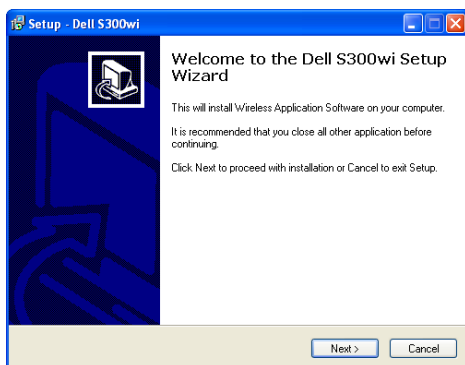 Setup - Dell S300wi
Welcome to the Dell S300wi Setup
Wizard
This will install Wireless Application Software on your computer.
It is recommended that you close all other application before
continuing.
Click Next to proceed with installation or Cancel to exit Setup.
Next >
Cancel